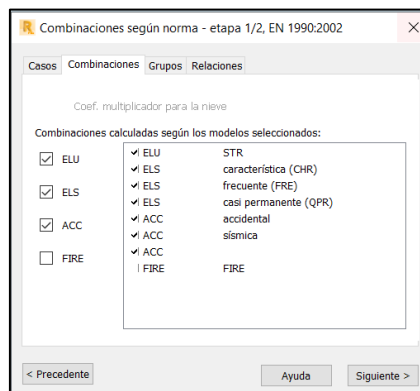 Combinaciones según norma - etapa 1/2, EN 1990:2002
Casos Combinaciones Grupos Relaciones
Coef. multiplicador para la nieve
Combinaciones calculadas según los modelos seleccionados:
ELU
ELS
ACC
FIRE
ELU STR
ELS característica (CHR)
ELS frecuente (FRE)
ELS casi permanente (QPR)
ACC accidental
ACC sísmica
ACC
FIRE FIRE
< Precedente Ayuda Siguiente >